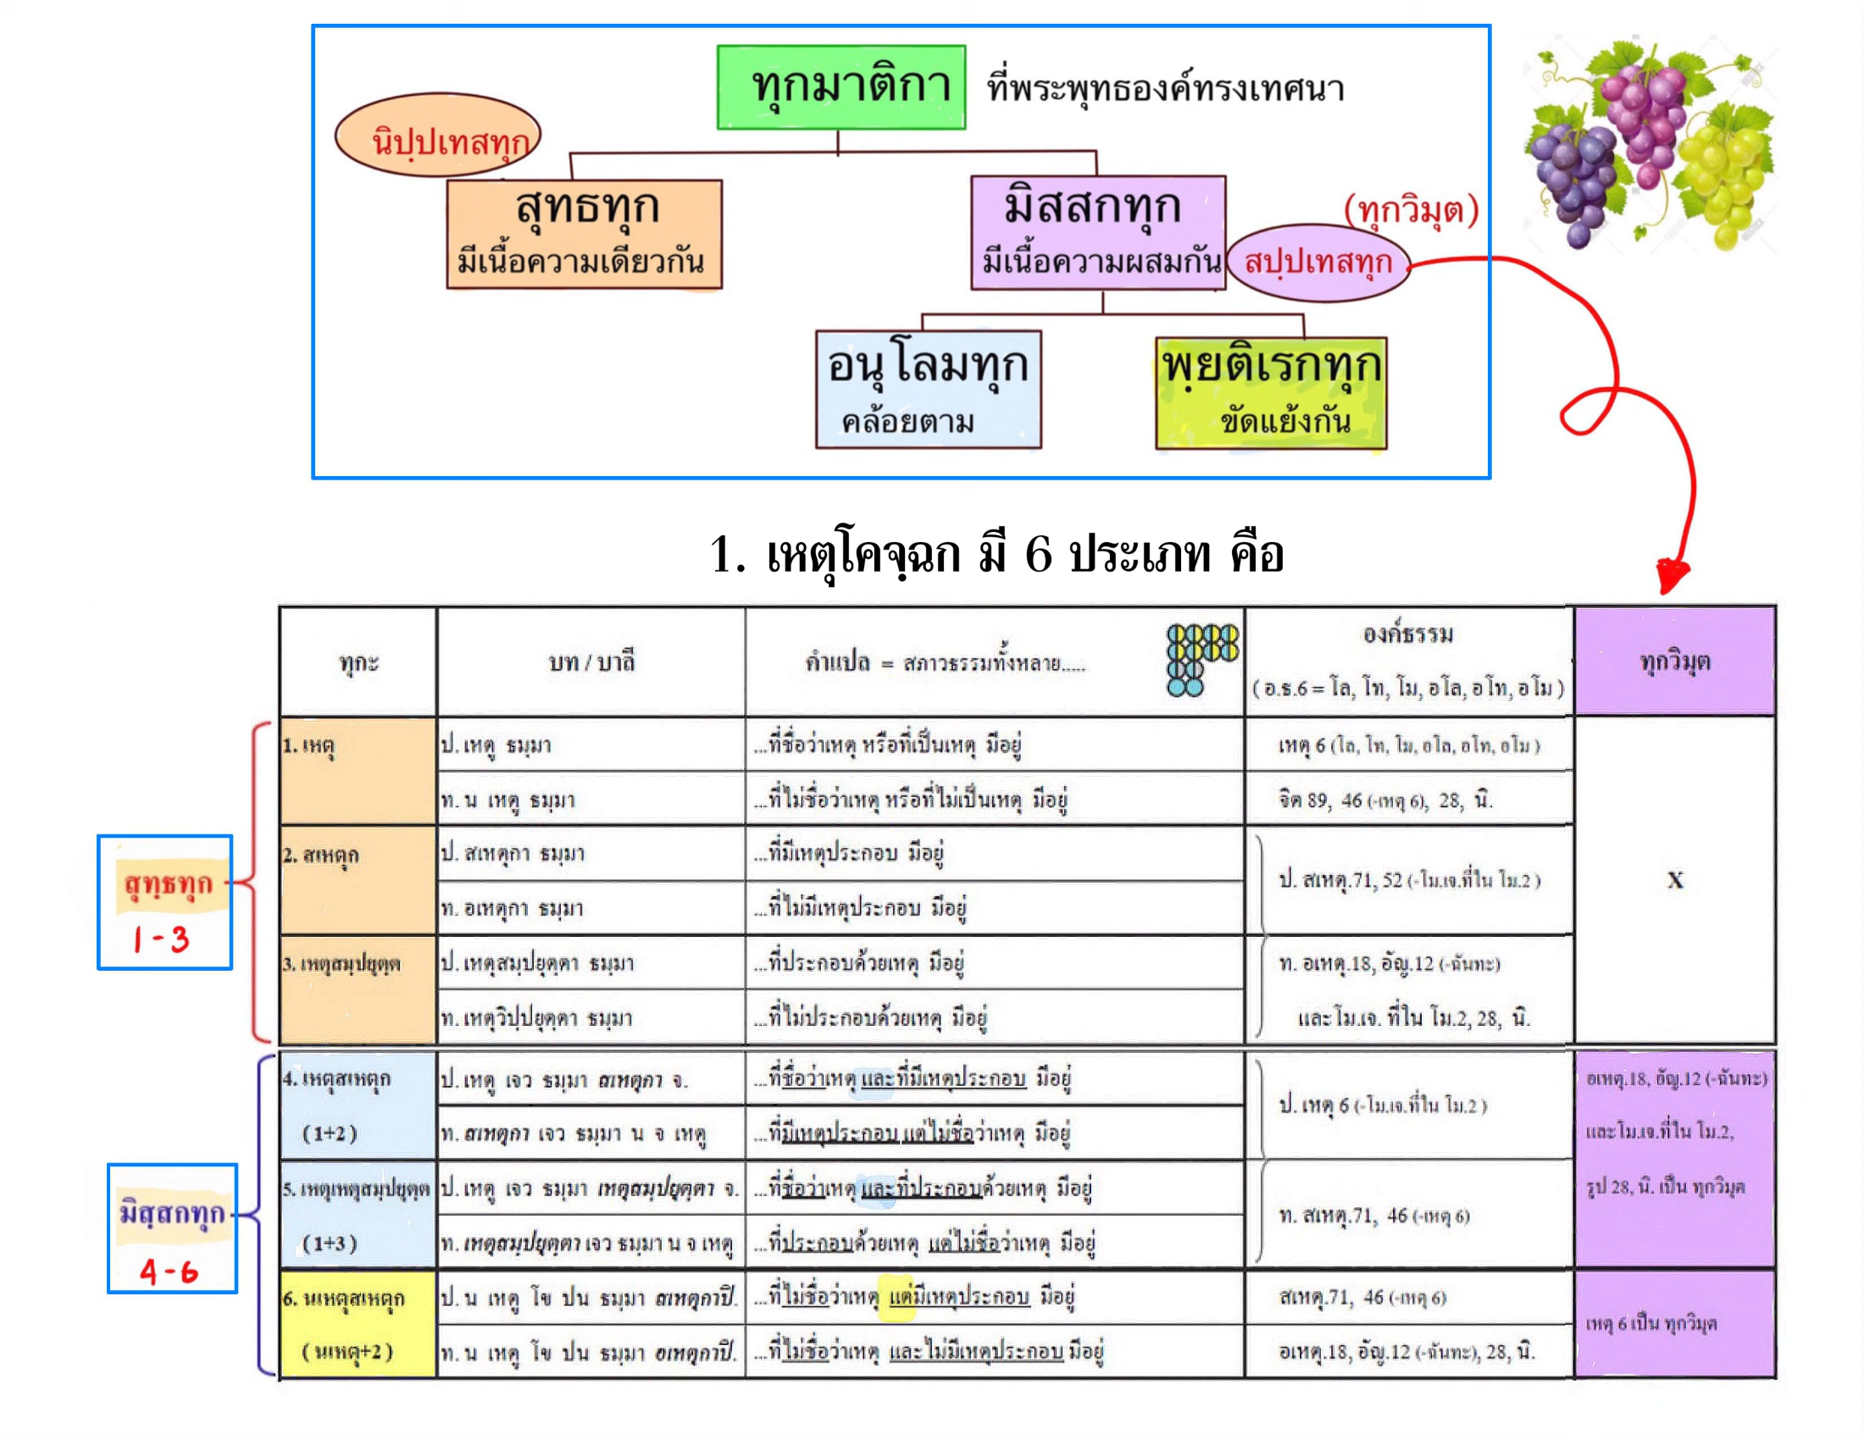 ทุกมาติกา ที่พระพุทธองค์ทรงเทศนา
นิปฺปเทสทุก
สุทธทุก
มีเนื้อความเดียวกัน
มิสสกทุก
มีเนื้อความผสมกัน
(ทุกวิมุต)
สปฺปเทสทุก
อนุโลมทุก
คล้อยตาม
พฺยติเรกทุก
ขัดแย้งกัน
1. เหตุโคจฺฉก มี 6 ประเภท คือ
ทุกะ
บท / บาลี
คำแปล = สภาวธรรมทั้งหลาย.....
องค์ธรรม
( อ.ธ.6 = โล, โท, โม, อโล, อโท, อโม )
ทุกวิมุต
สุทฺธทุก
1-3
1. เหตุ
ป. เหตู ธมฺมา
...ที่ชื่อว่าเหตุ หรือที่เป็นเหตุ มีอยู่
เหตุ 6 (โล, โท, โม, อโล, อโท, อโม )
ท. น เหตู ธมฺมา
...ที่ไม่ชื่อว่าเหตุ หรือที่ไม่เป็นเหตุ มีอยู่
จิต 89, 46 (-เหตุ 6), 28, นิ.
2. สเหตุก
ป. สเหตุกา ธมฺมา
...ที่มีเหตุประกอบ มีอยู่
ป. สเหตุ.71, 52 (-โม.เจ.ที่ใน โม.2 )
X
ท. อเหตุกา ธมฺมา
...ที่ไม่มีเหตุประกอบ มีอยู่
3. เหตุสมฺปยุตฺต
ป. เหตุสมฺปยุตฺตา ธมฺมา
...ที่ประกอบด้วยเหตุ มีอยู่
ท. อเหตุ.18, อัญ.12 (-ฉันทะ)
ท. เหตุวิปฺปยุตฺตา ธมฺมา
...ที่ไม่ประกอบด้วยเหตุ มีอยู่
และโม.เจ. ที่ใน โม.2, 28, นิ.
มิสฺสกทุก
4-6
4. เหตุสเหตุก
(1+2)
ป. เหตู เจว ธมฺมา สเหตุกา จ.
...ที่ชื่อว่าเหตุ และที่มีเหตุประกอบ มีอยู่
ป. เหตุ 6 (-โม.เจ.ที่ใน โม.2 )
ท. สเหตุกา เจว ธมฺมา น จ เหตู
...ที่มีเหตุประกอบ แต่ไม่ชื่อว่าเหตุ มีอยู่
อเหตุ.18, อัญ.12 (-ฉันทะ)
และโม.เจ.ที่ใน โม.2,
รูป 28, นิ. เป็น ทุกวิมุต
5. เหตุเหตุสมฺปยุตฺต
(1+3)
ป. เหตู เจว ธมฺมา เหตุสมฺปยุตฺตา จ.
...ที่ชื่อว่าเหตุ และที่ประกอบด้วยเหตุ มีอยู่
ท. สเหตุ.71, 46 (-เหตุ 6)
ท. เหตุสมฺปยุตฺตา เจว ธมฺมา น จ เหตู
...ที่ประกอบด้วยเหตุ แต่ไม่ชื่อว่าเหตุ มีอยู่
6. นเหตุสเหตุก
( นเหตุ+2 )
ป. น เหตู โข ปน ธมฺมา สเหตุกาปิ.
...ที่ไม่ชื่อว่าเหตุ แต่มีเหตุประกอบ มีอยู่
สเหตุ.71, 46 (-เหตุ 6)
เหตุ 6 เป็น ทุกวิมุต
ท. น เหตู โข ปน ธมฺมา อเหตุกาปิ.
...ที่ไม่ชื่อว่าเหตุ และไม่มีเหตุประกอบ มีอยู่
อเหตุ.18, อัญ.12 (-ฉันทะ), 28, นิ.